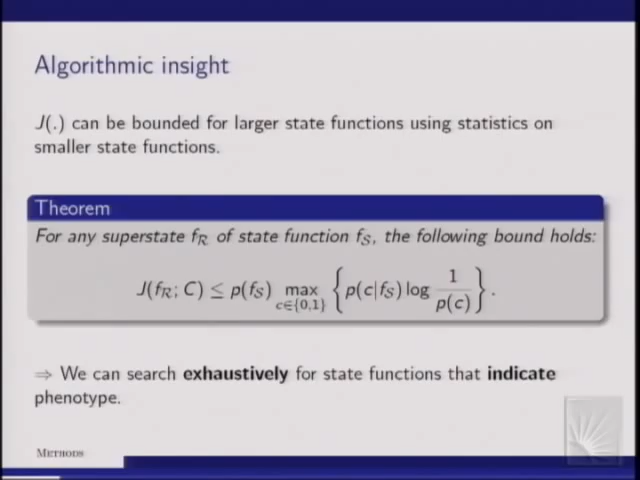 Algorithmic insight
J(.) can be bounded for larger state functions using statistics on
smaller state functions.
Theorem
For any superstate f_R of state function f_S, the following bound holds:
J(f_R; C) ≤ p(f_S) max_{c∈{0,1}} { p(c|f_S) log 1/p(c) } .
⇒ We can search exhaustively for state functions that indicate
phenotype.
Methods